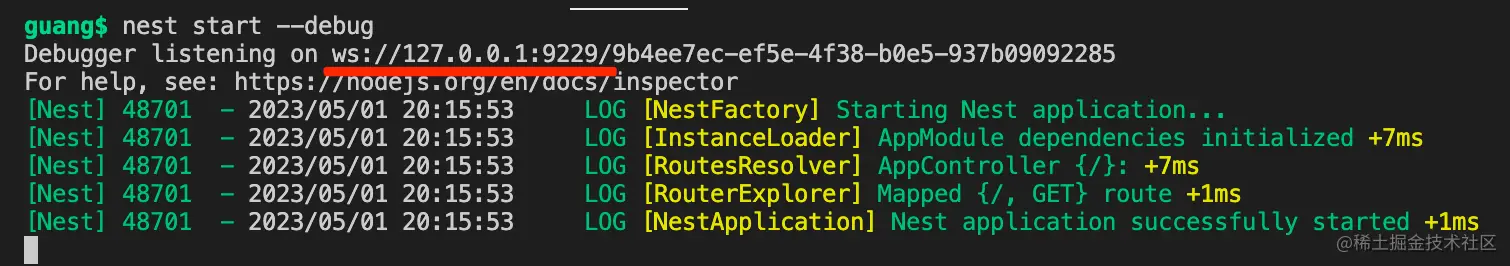 guang$ nest start --debug
Debugger listening on ws://127.0.0.1:9229/9b4ee7ec-ef5e-4f38-b0e5-937b09092285
For help, see: https://nodejs.org/en/docs/inspector
[Nest] 48701  - 2023/05/01 20:15:53     LOG [NestFactory] Starting Nest application...
[Nest] 48701  - 2023/05/01 20:15:53     LOG [InstanceLoader] AppModule dependencies initialized +7ms
[Nest] 48701  - 2023/05/01 20:15:53     LOG [RoutesResolver] AppController {/}: +7ms
[Nest] 48701  - 2023/05/01 20:15:53     LOG [RouterExplorer] Mapped {/, GET} route +1ms
[Nest] 48701  - 2023/05/01 20:15:53     LOG [NestApplication] Nest application successfully started +1ms
@稀土掘金技术社区